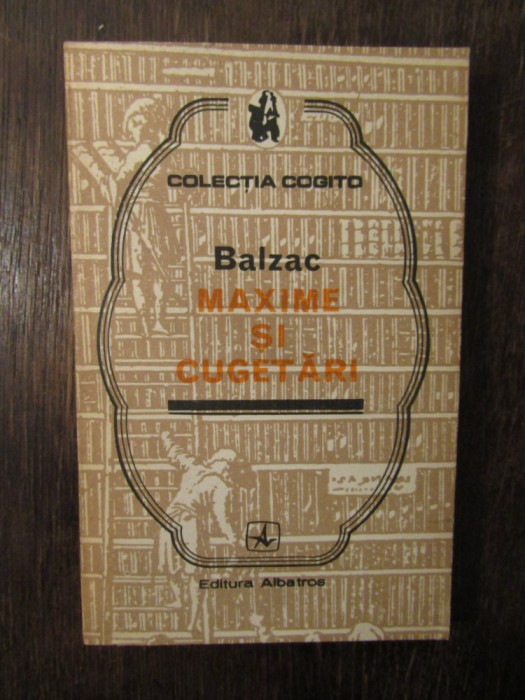 COLECȚIA COGITO
Balzac
MAXIME
ȘI
CUGETĂRI
Editura Albatros